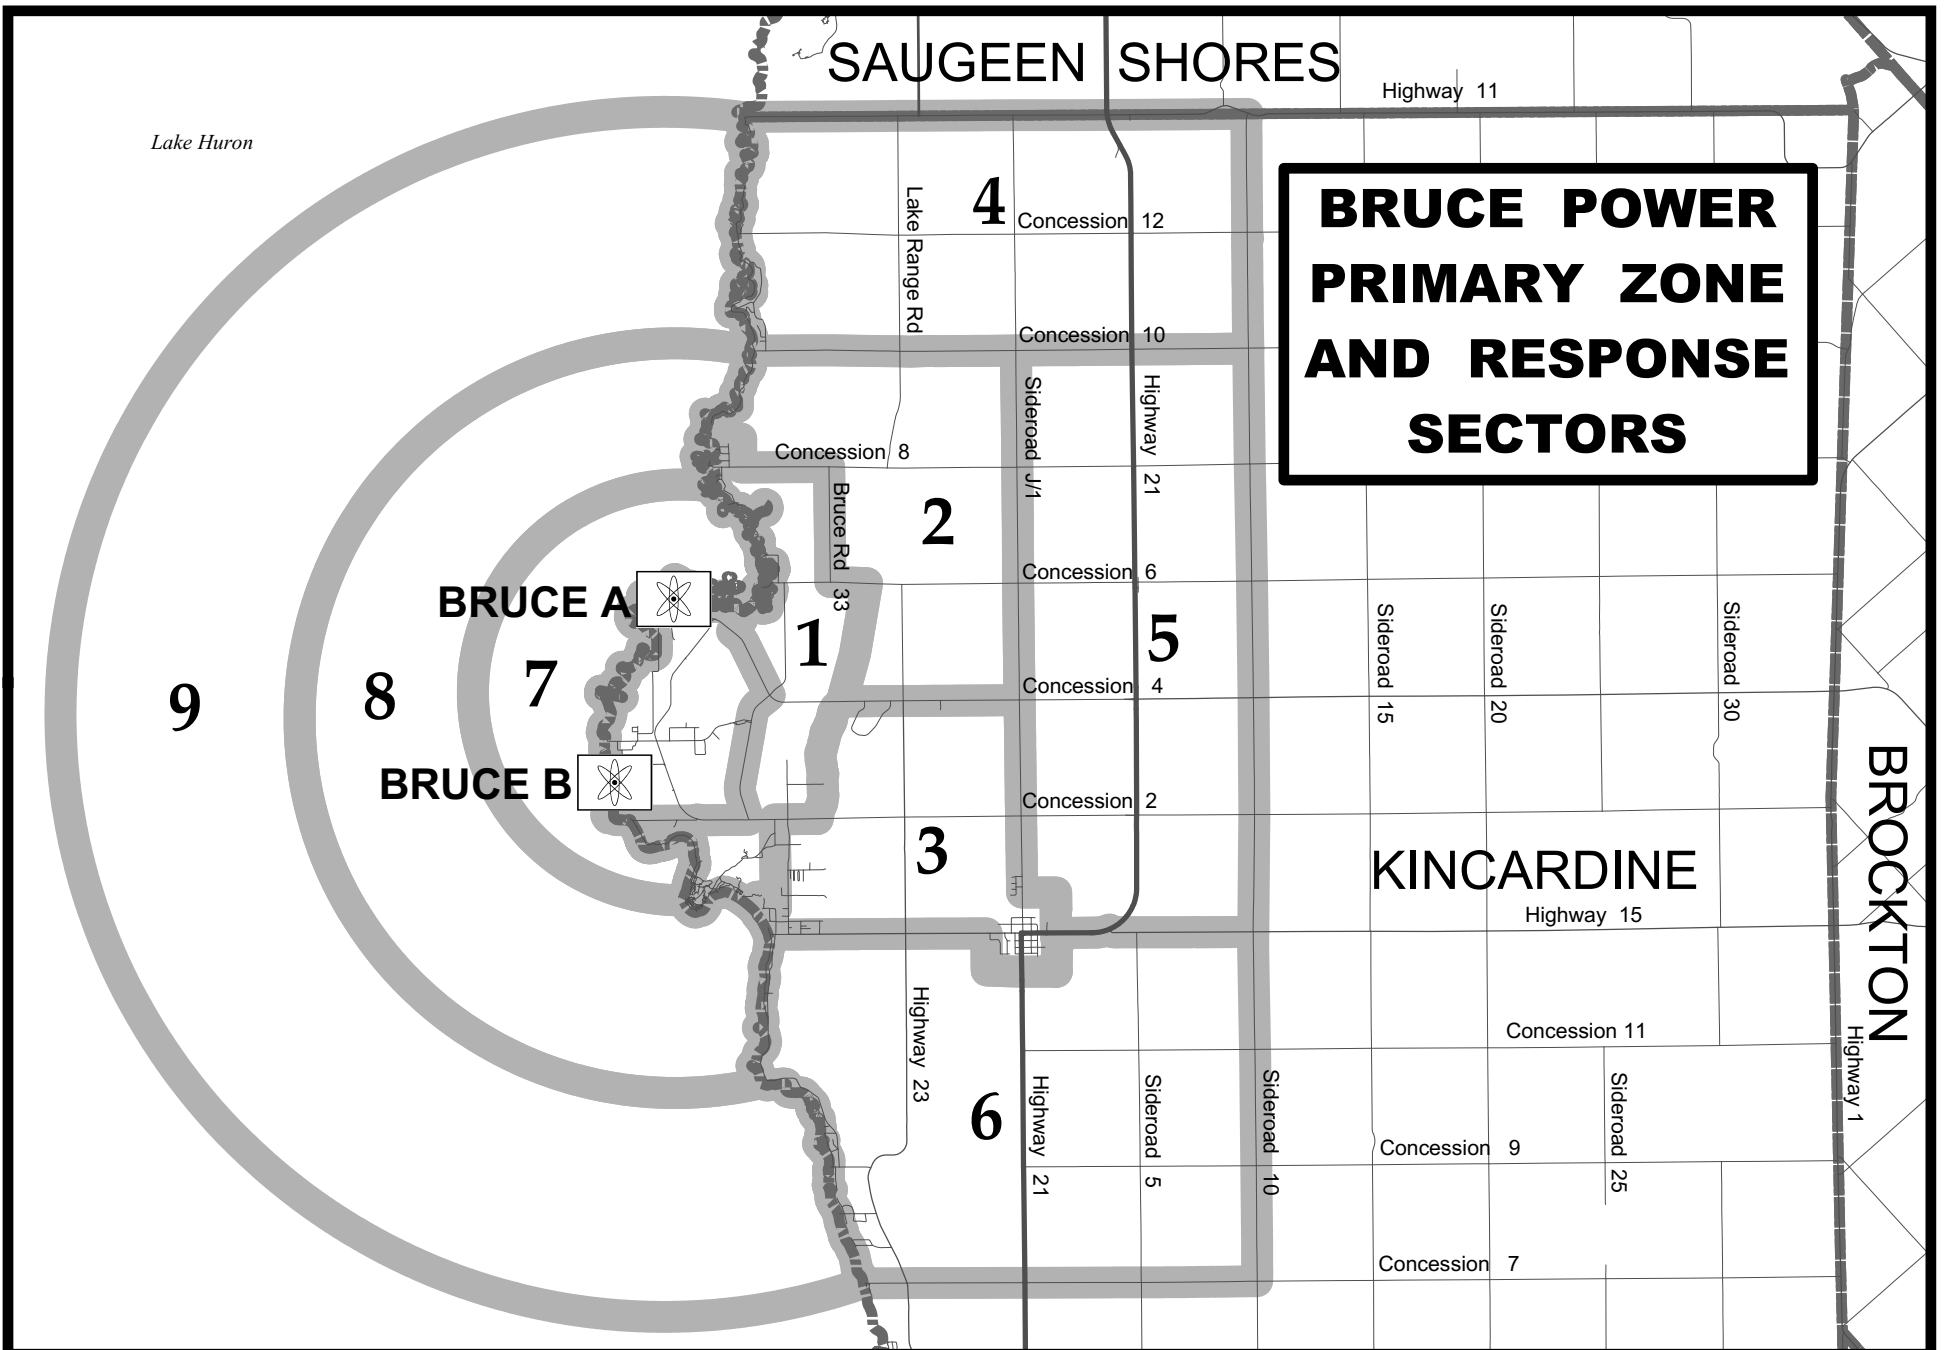 SAUGEEN SHORES
Highway 11
Lake Huron
BRUCE POWER
PRIMARY ZONE
AND RESPONSE
SECTORS
4
Concession 12
Lake Range Rd
Concession 10
Sideroad J/1
Highway 21
Concession 8
Bruce Rd 33
2
Concession 6
BRUCE A
1
5
Sideroad 15
Sideroad 20
Sideroad 30
9
8
7
Concession 4
BRUCE B
Concession 2
3
KINCARDINE
BROCKTON
Highway 15
Highway 23
Concession 11
Highway 1
6
Highway 21
Sideroad 5
Sideroad 10
Concession 9
Sideroad 25
Concession 7